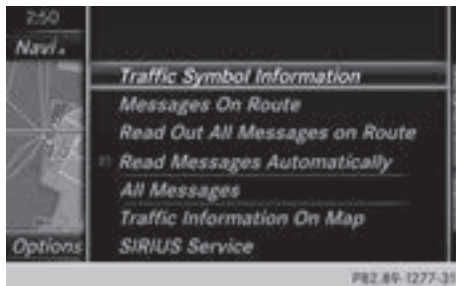 2:50
Navi
Traffic Symbol Information
Messages On Route
Read Out All Messages on Route
Read Messages Automatically
All Messages
Traffic Information On Map
Options
SIRIUS Service
P82.89-1277-31